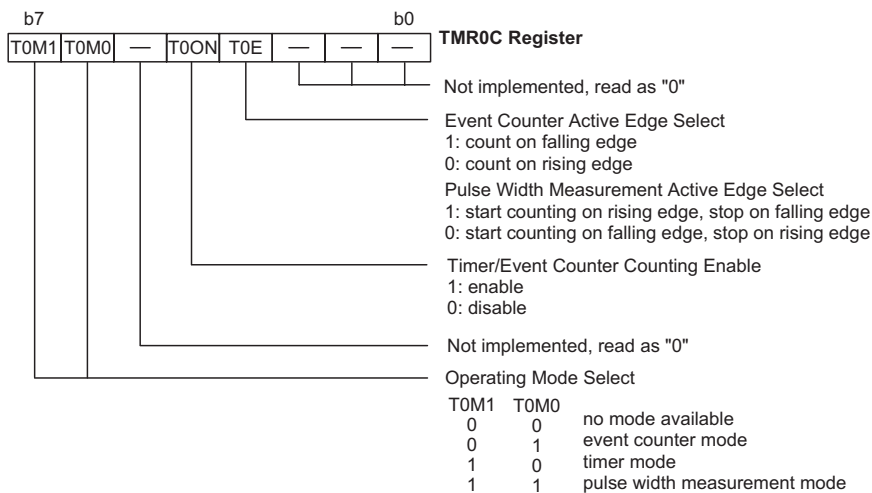 b7 b0
T0M1 T0M0 — T0ON T0E — — —
TMR0C Register
Not implemented, read as "0"
Event Counter Active Edge Select
1: count on falling edge
0: count on rising edge
Pulse Width Measurement Active Edge Select
1: start counting on rising edge, stop on falling edge
0: start counting on falling edge, stop on rising edge
Timer/Event Counter Counting Enable
1: enable
0: disable
Not implemented, read as "0"
Operating Mode Select
T0M1 T0M0
0 0 no mode available
0 1 event counter mode
1 0 timer mode
1 1 pulse width measurement mode